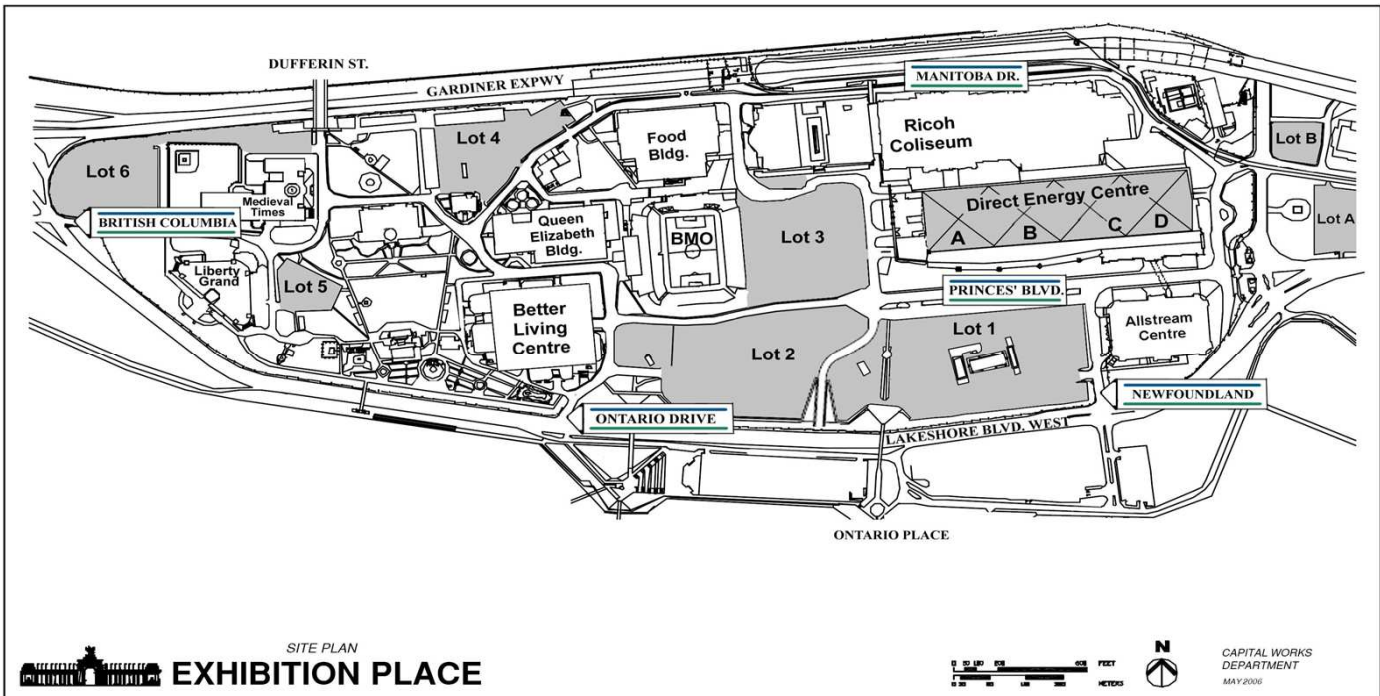 DUFFERIN ST.
GARDINER EXPWY
MANITOBA DR.
Lot 4
Food
Bldg.
Ricoh
Coliseum
Lot B
Lot 6
Medieval
Times
BRITISH COLUMBIA
Queen
Elizabeth
Bldg.
BMO
Lot 3
Direct Energy Centre
A
B
C
D
Lot A
Liberty
Grand
Lot 5
PRINCES' BLVD.
Better
Living
Centre
Lot 2
Lot 1
Allstream
Centre
NEWFOUNDLAND
ONTARIO DRIVE
LAKESHORE BLVD. WEST
ONTARIO PLACE
SITE PLAN
EXHIBITION PLACE
FEET
METERS
N
CAPITAL WORKS
DEPARTMENT
MAY 2006